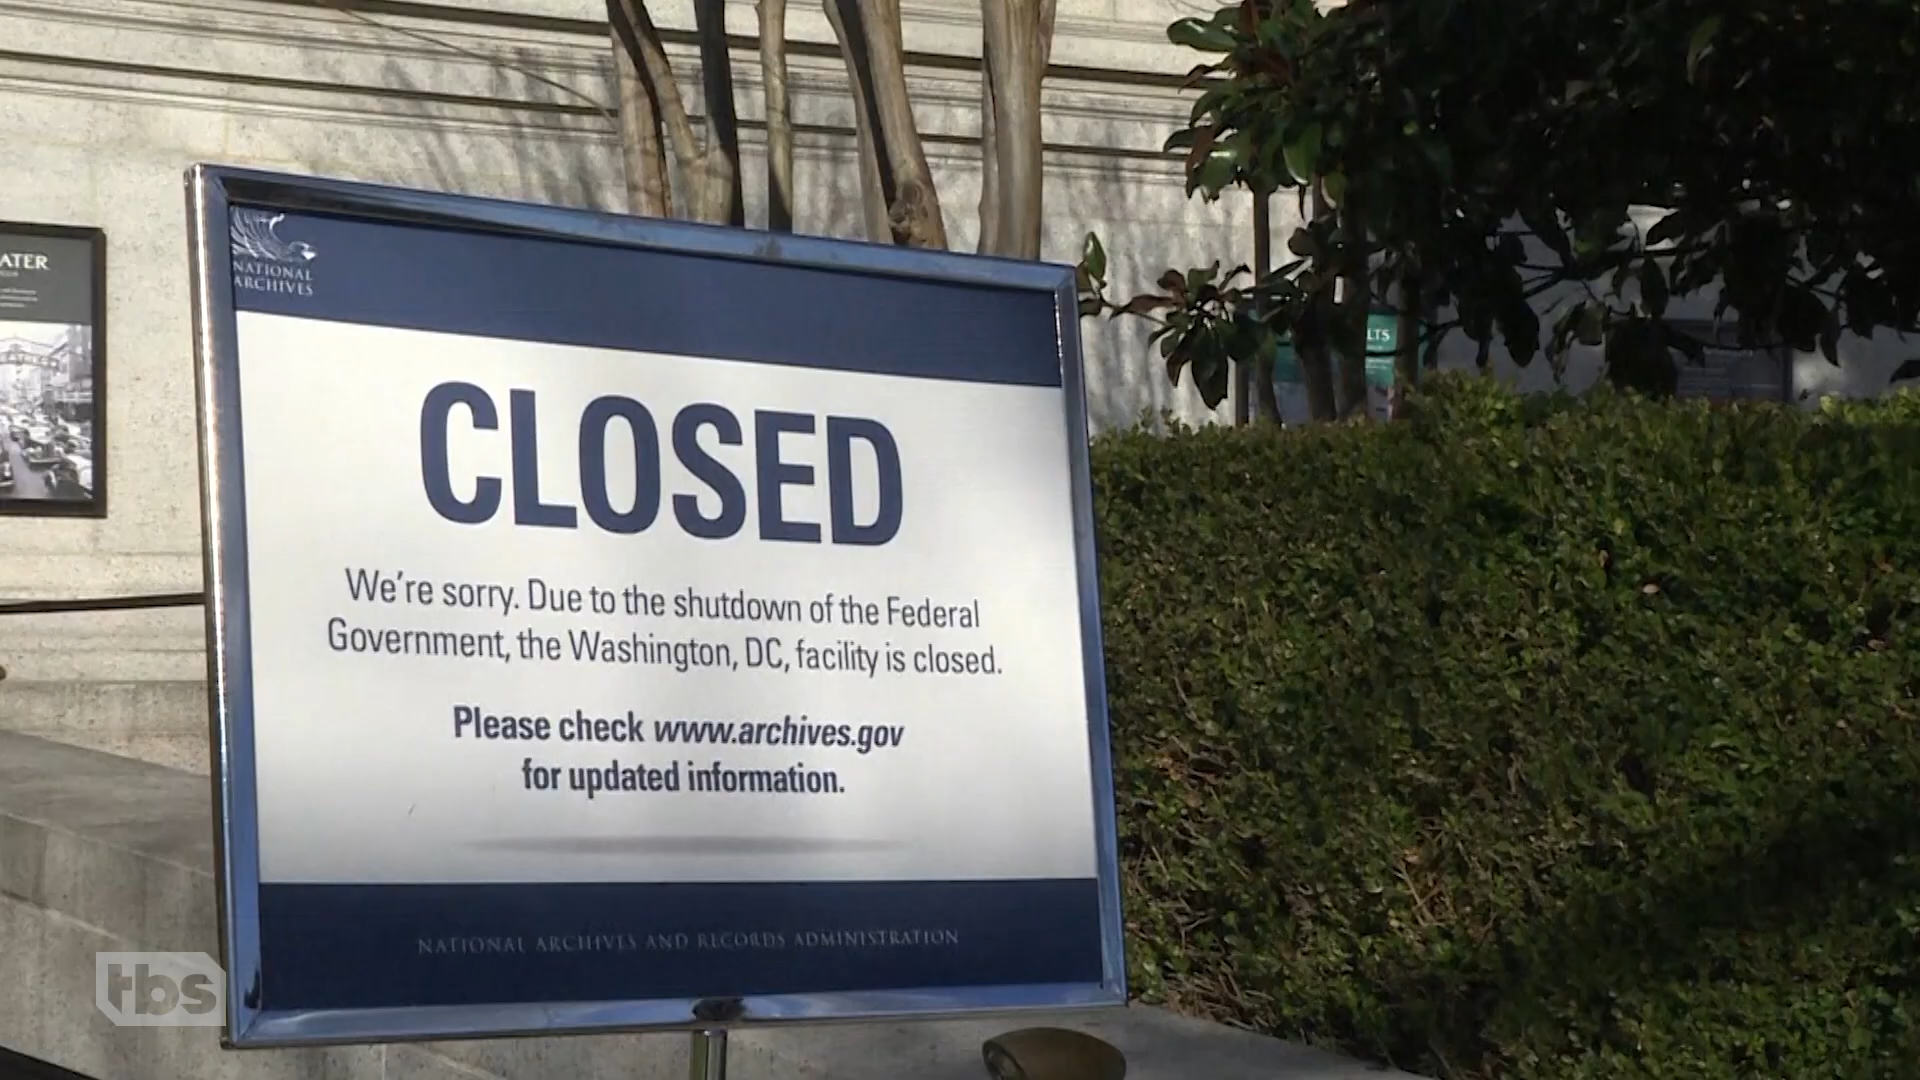 NATIONAL
ARCHIVES
CLOSED
We're sorry. Due to the shutdown of the Federal
Government, the Washington, DC, facility is closed.
Please check www.archives.gov
for updated information.
NATIONAL ARCHIVES AND RECORDS ADMINISTRATION
ATER
LTS
tbs